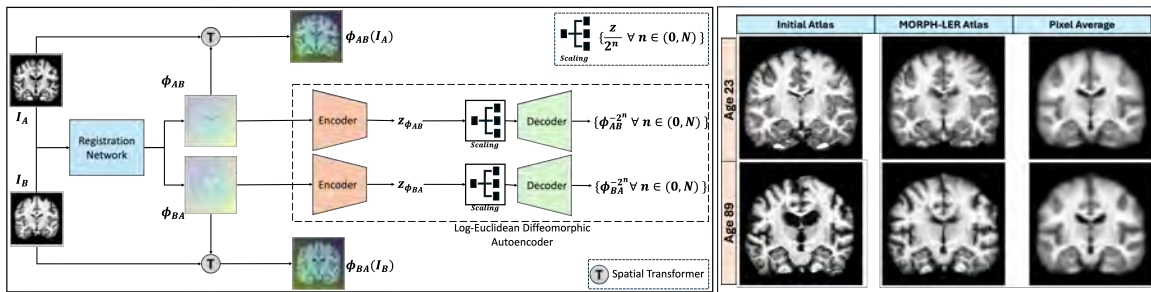 I_A
I_B
Registration
Network
ϕ_AB
ϕ_BA
T
T
ϕ_AB(I_A)
ϕ_BA(I_B)
Scaling
{z/2^n ∀ n ∈ (0, N) }
Encoder
z_ϕ_AB
Scaling
Decoder
{ϕ_AB^-2^n ∀ n ∈ (0, N)}
Encoder
z_ϕ_BA
Scaling
Decoder
{ϕ_BA^-2^n ∀ n ∈ (0, N)}
Log-Euclidean Diffeomorphic
Autoencoder
T Spatial Transformer
Initial Atlas
MORPH-LER Atlas
Pixel Average
Age 23
Age 89